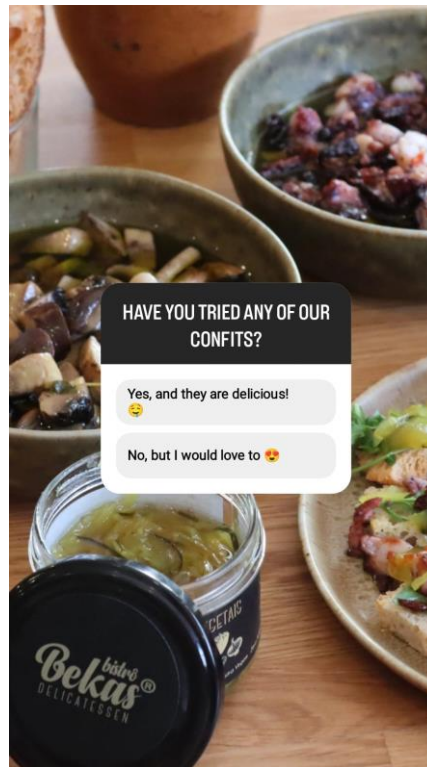 HAVE YOU TRIED ANY OF OUR
CONFITS?
Yes, and they are delicious!
🤤
No, but I would love to 😍
bistrô
Bekas®
DELICATESSEN